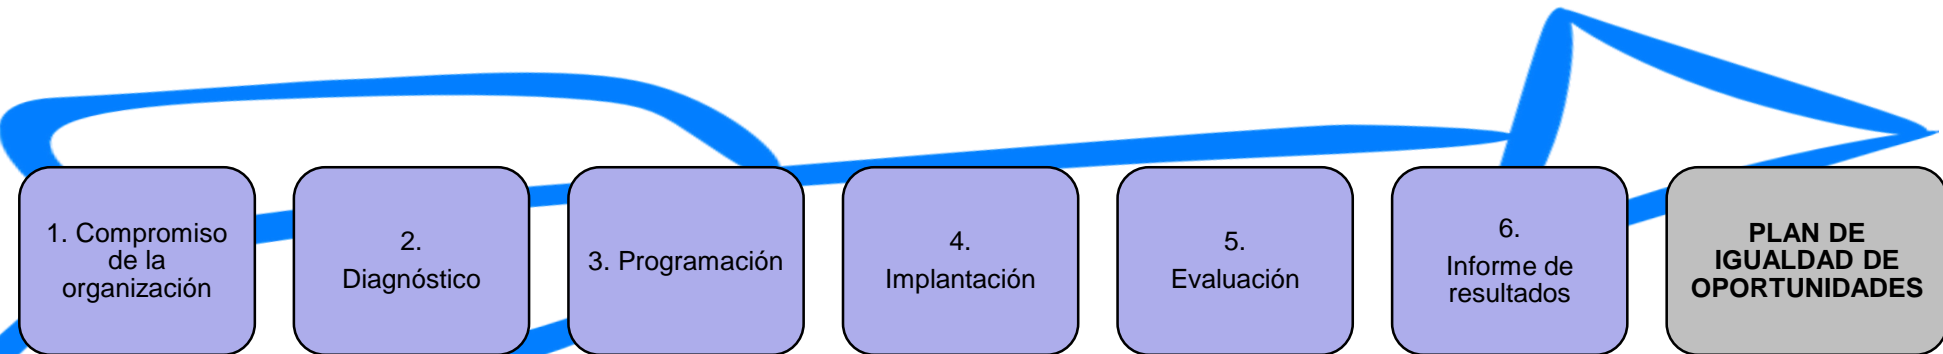 1. Compromiso
de la
organización
2.
Diagnóstico
3. Programación
4.
Implantación
5.
Evaluación
6.
Informe de
resultados
PLAN DE
IGUALDAD DE
OPORTUNIDADES